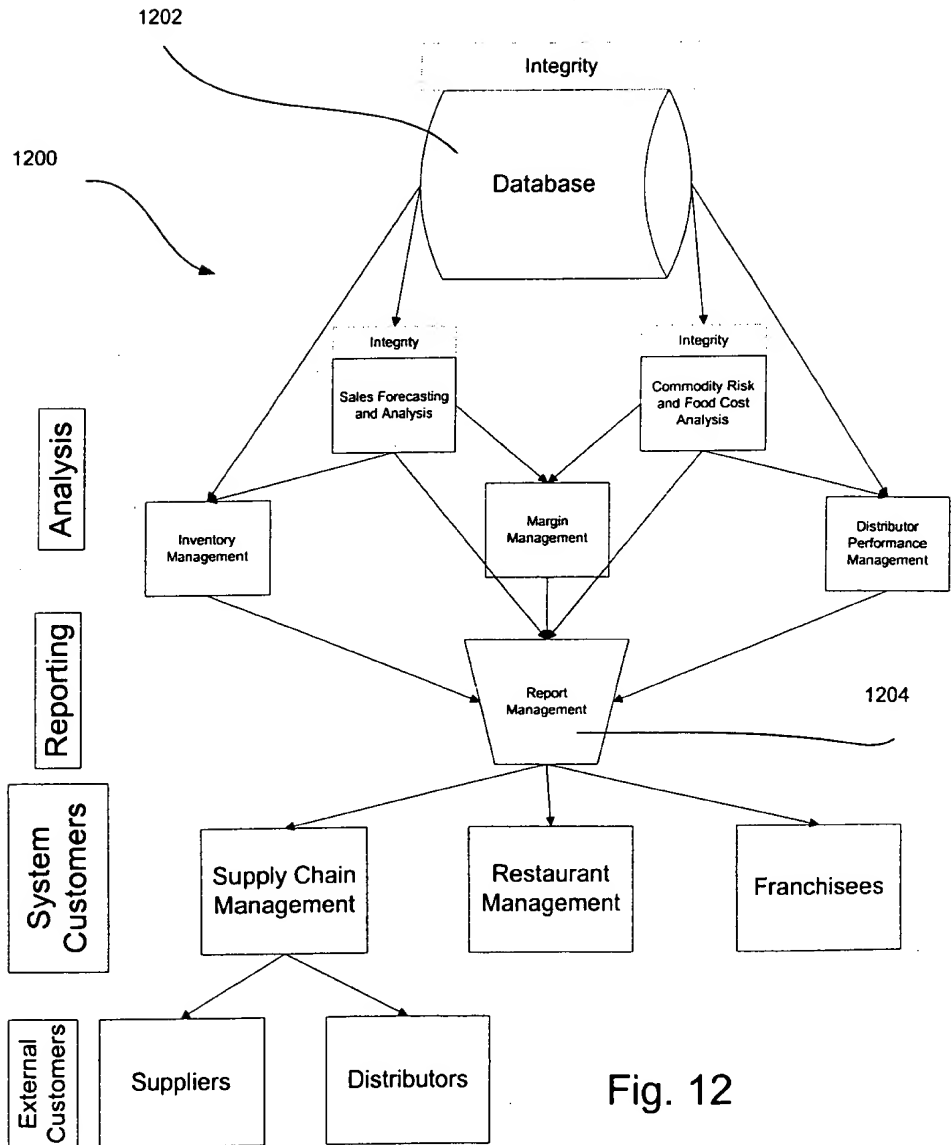 1202
Integrity
1200
Database
Integrity
Sales Forecasting
and Analysis
Integrity
Commodity Risk
and Food Cost
Analysis
Analysis
Inventory
Management
Margin
Management
Distributor
Performance
Management
Reporting
Report
Management
1204
System
Customers
Supply Chain
Management
Restaurant
Management
Franchisees
External
Customers
Suppliers
Distributors
Fig. 12